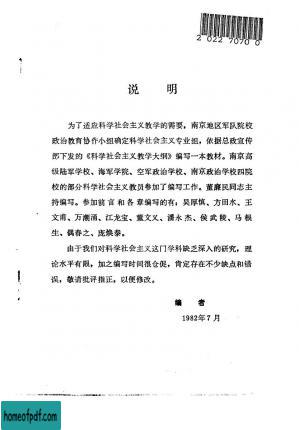 2 022 7070 0
说明
为了适应科学社会主义教学的需要，南京地区军队院校
政治教育协作小组确定科学社会主义专业组，依据总政宣传
部下发的《科学社会主义教学大纲》编写一本教材。南京高
级陆军学校、海军学院、空军政治学校、南京政治学校四院
校的部分科学社会主义教员参加了编写工作。董廉民同志主
持编写。参加前言和各章编写的有：吴厚慎、方田水、王
文甫、万潮涌、江龙宝、董文义、潘永杰、侯武陵、马根
生、偶春之、庞焕泰。
由于我们对科学社会主义这门学科缺乏深入的研究，理
论水平有限，加之编写时间很仓促，肯定存在不少缺点和错
误，敬请批评指正，以便修改。
编者
1982年7月
homeofpdf.com
homeofpdf.com